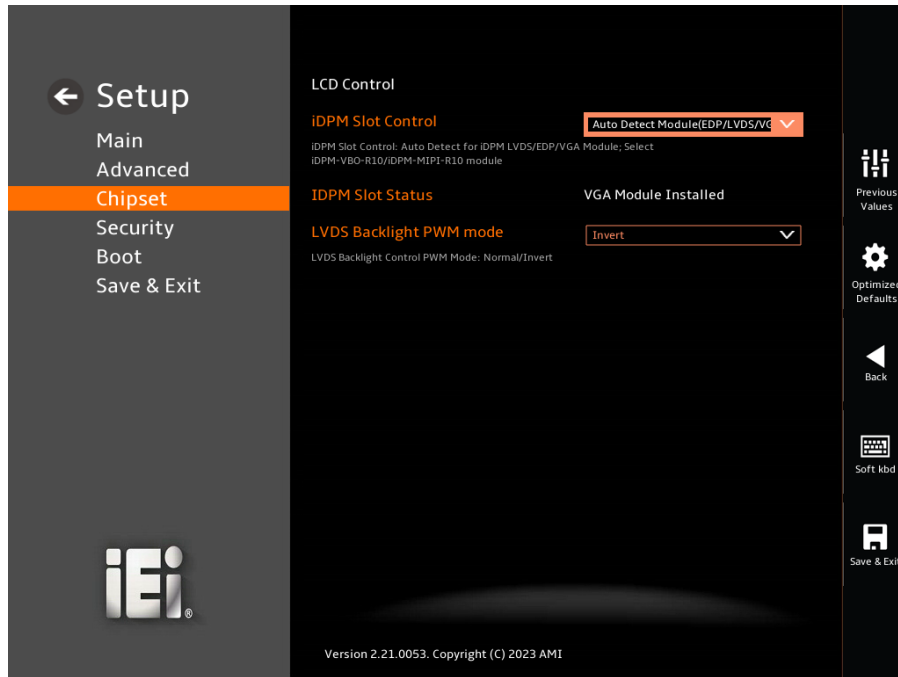 Setup
Main
Advanced
Chipset
Security
Boot
Save & Exit
LCD Control
iDPM Slot Control
Auto Detect Module(EDP/LVDS/VG
iDPM Slot Control: Auto Detect for iDPM LVDS/EDP/VGA Module; Select
iDPM-VBO-R10/iDPM-MIPI-R10 module
IDPM Slot Status
VGA Module Installed
LVDS Backlight PWM mode
Invert
LVDS Backlight Control PWM Mode: Normal/Invert
Previous
Values
Optimized
Defaults
Back
Soft kbd
Save & Exit
iEi®
Version 2.21.0053. Copyright (C) 2023 AMI